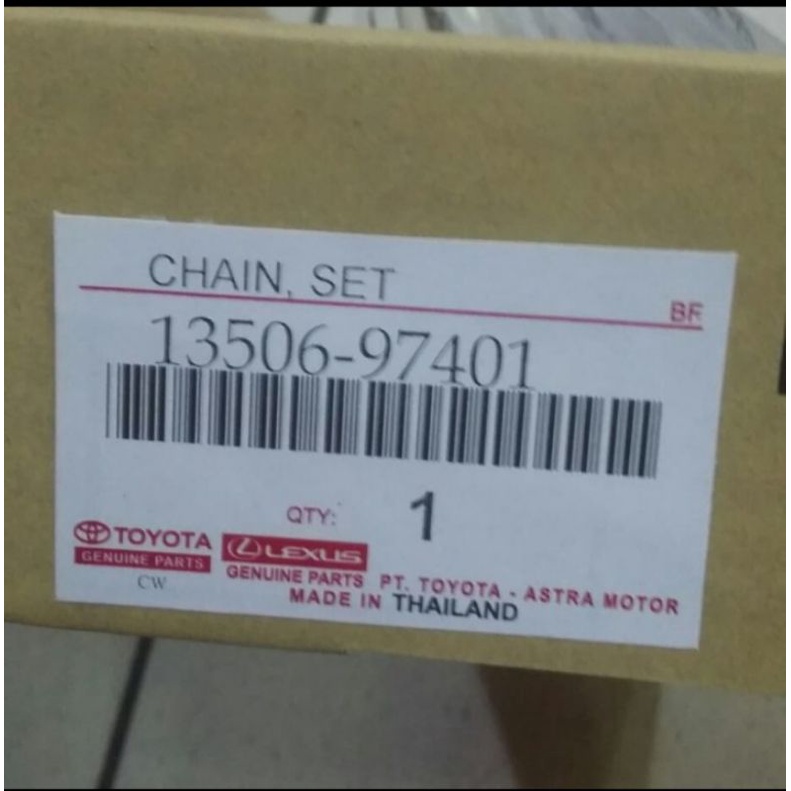 CHAIN, SET
BF
13506-97401
QTY: 1
TOYOTA
GENUINE PARTS
CW
LEXUS
GENUINE PARTS PT. TOYOTA - ASTRA MOTOR
MADE IN THAILAND